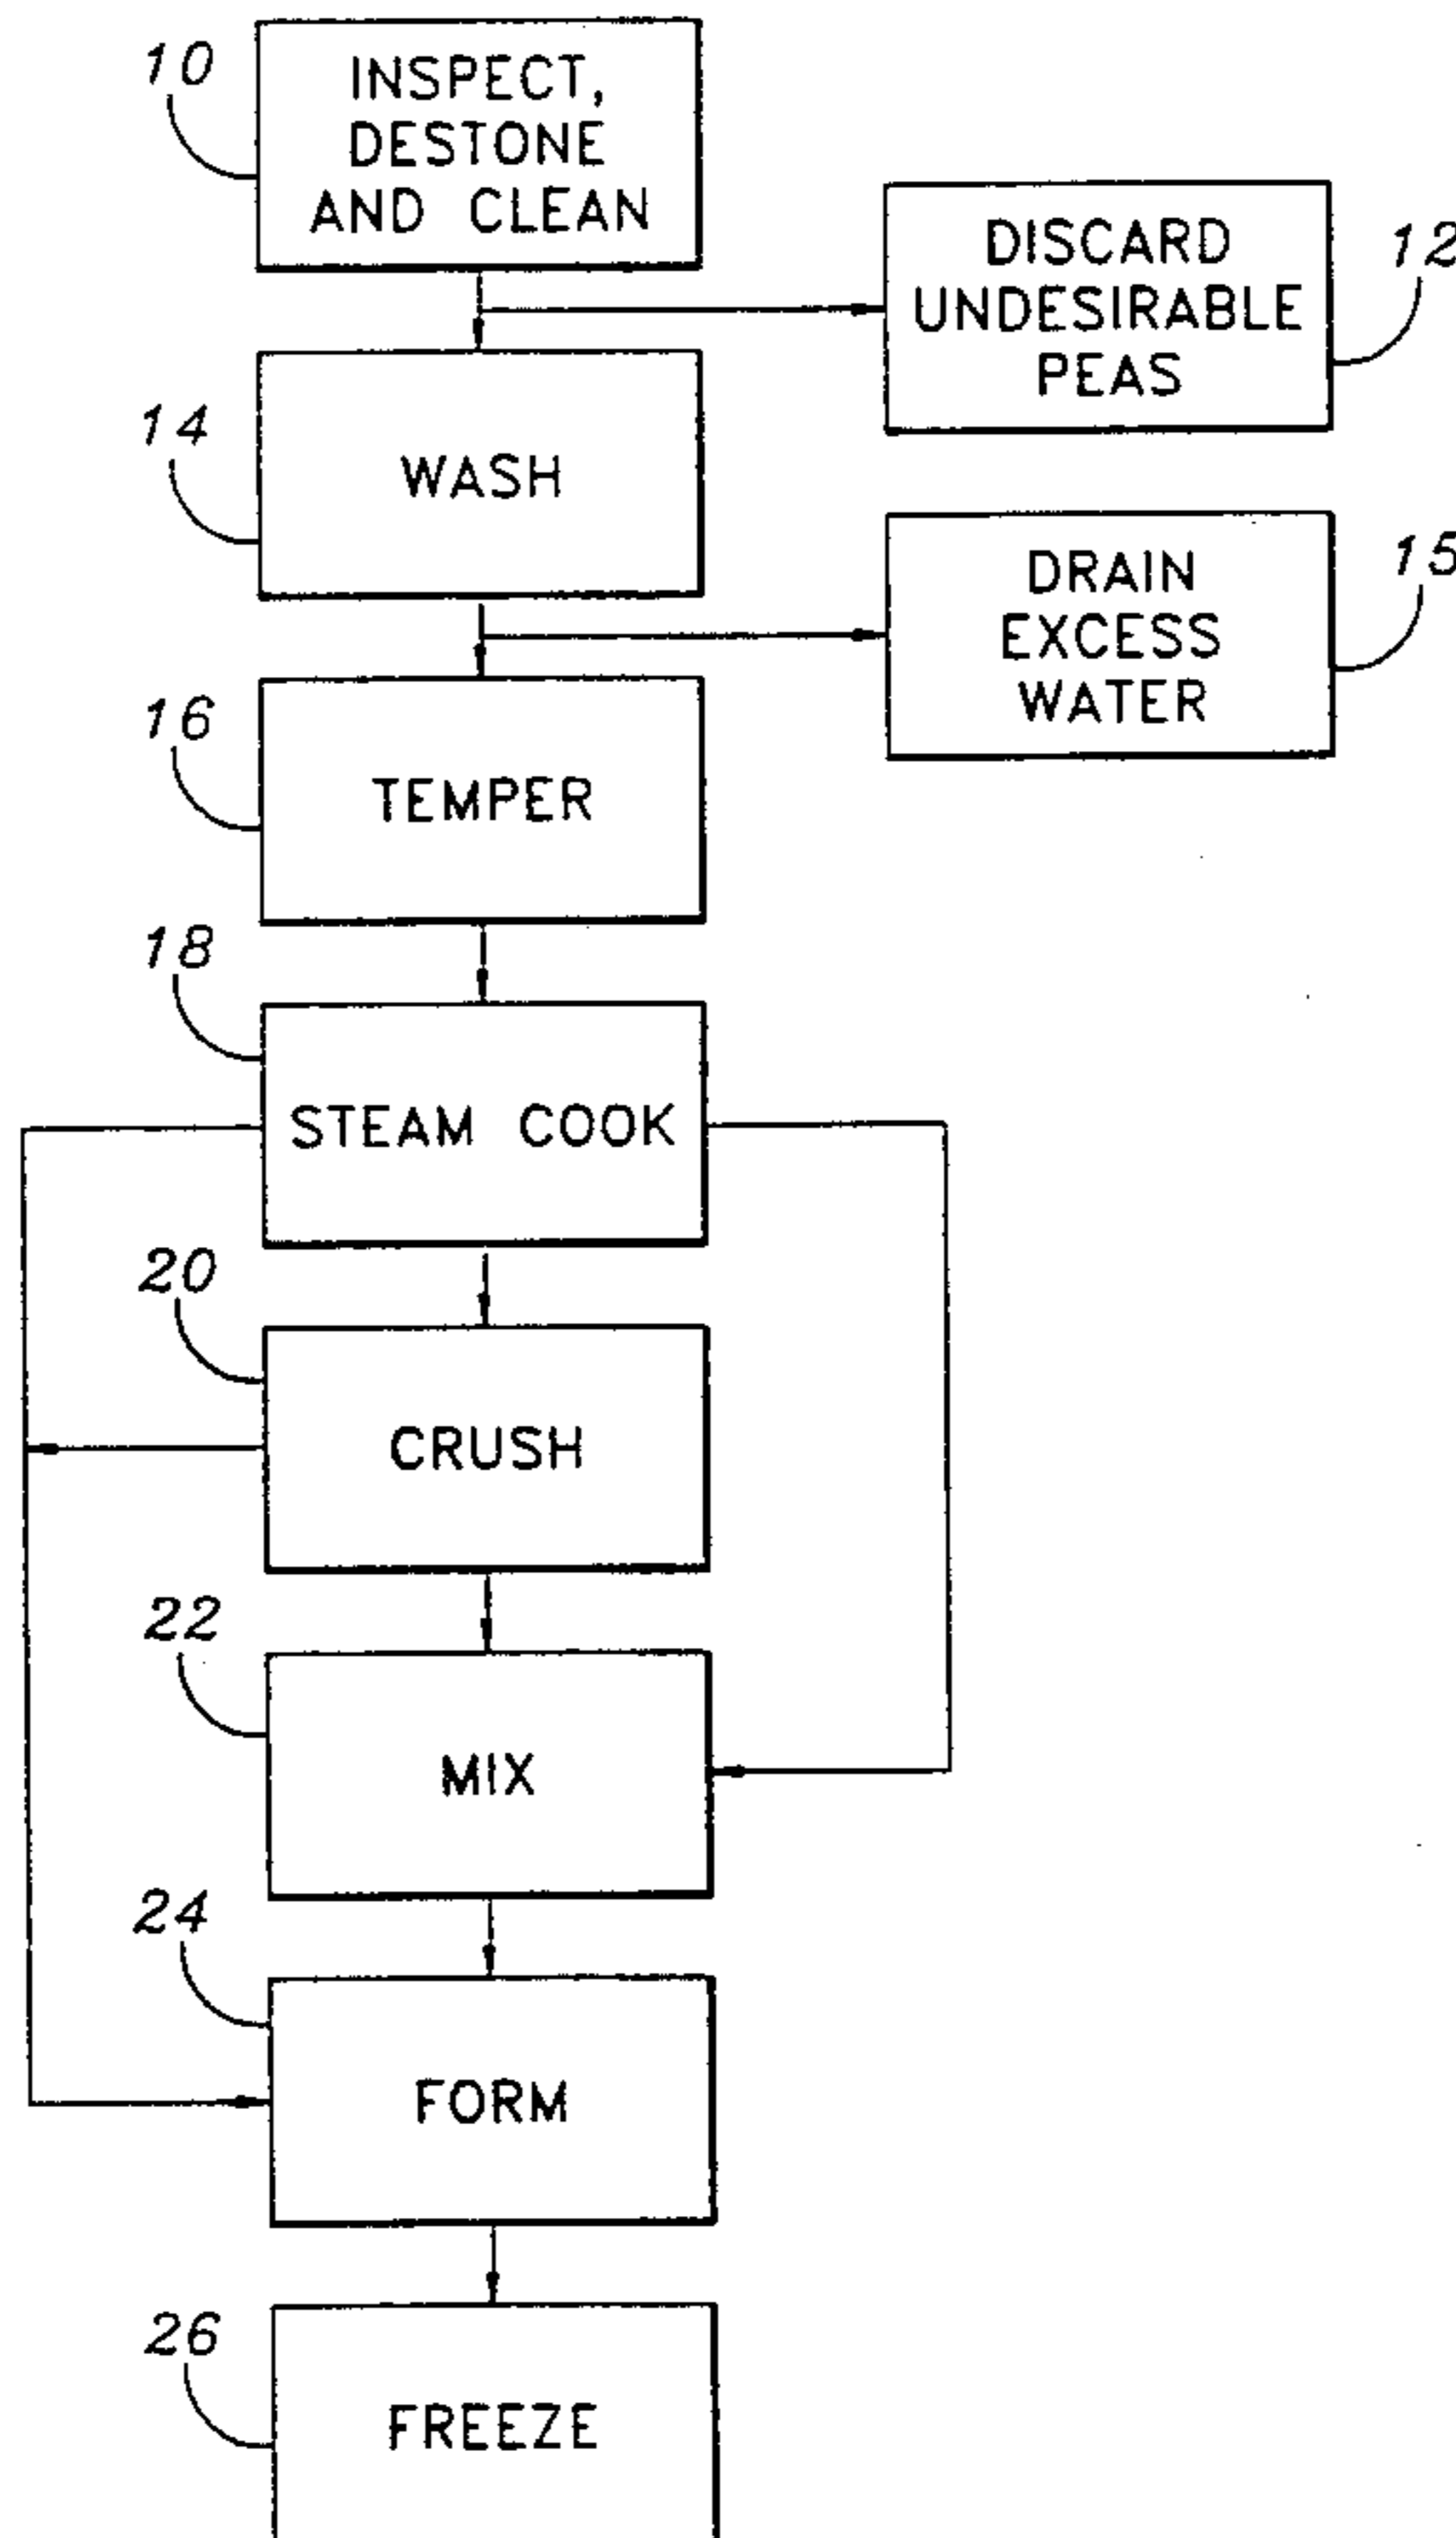 10
INSPECT,
DESTONE
AND CLEAN
DISCARD
UNDESIRABLE
PEAS
12
14
WASH
DRAIN
EXCESS
WATER
15
16
TEMPER
18
STEAM COOK
20
CRUSH
22
MIX
24
FORM
26
FREEZE